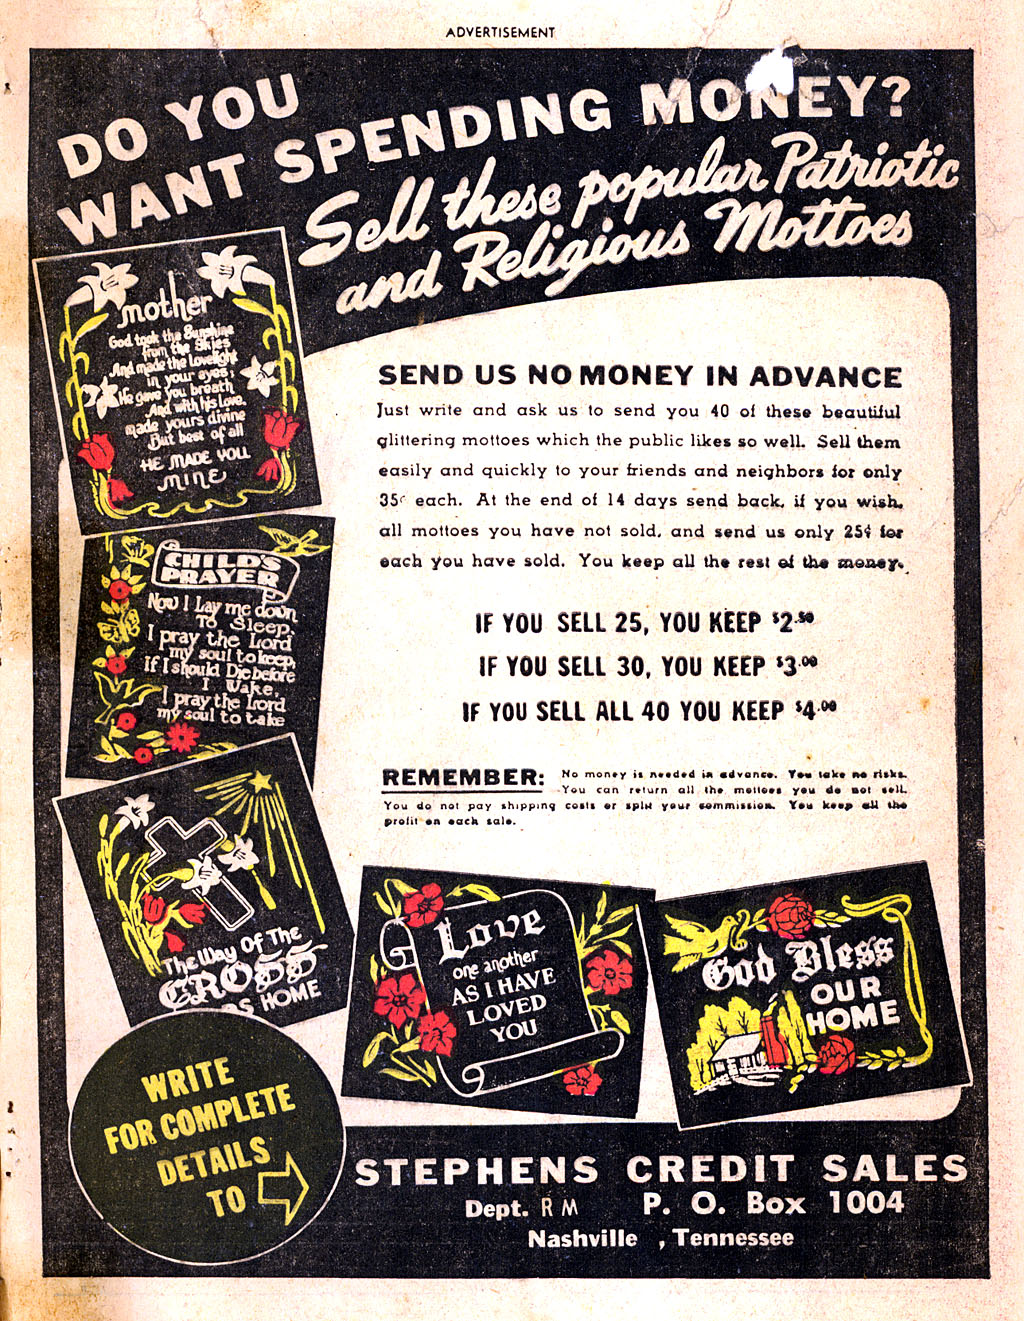 ADVERTISEMENT
DO YOU
WANT SPENDING MONEY?
Sell these popular Patriotic
and Religious Mottoes
mother
God took the Sunshine
from the Skies
And made the Lovelight
in your eyes,
He gave you breath
And with his Love,
made yours divine
But best of all
HE MADE YOU
MINE
CHILD'S
PRAYER
Now I Lay me down
To Sleep,
I pray the Lord
my soul to keep,
If I should Die before
I Wake,
I pray the Lord
my soul to take
The Way Of The
CROSS
HOME
SEND US NO MONEY IN ADVANCE
Just write and ask us to send you 40 of these beautiful
glittering mottoes which the public likes so well. Sell them
easily and quickly to your friends and neighbors for only
35¢ each. At the end of 14 days send back, if you wish,
all mottoes you have not sold, and send us only 25¢ for
each you have sold. You keep all the rest of the money.
IF YOU SELL 25, YOU KEEP $2.50
IF YOU SELL 30, YOU KEEP $3.00
IF YOU SELL ALL 40 YOU KEEP $4.00
REMEMBER: No money is needed in advance. You take no risks.
You can return all the mottoes you do not sell.
You do not pay shipping costs or split your commission. You keep all the
profit on each sale.
Love
one another
AS I HAVE
LOVED
YOU
God Bless
OUR
HOME
WRITE
FOR COMPLETE
DETAILS
TO
STEPHENS CREDIT SALES
Dept. R M P. O. Box 1004
Nashville , Tennessee